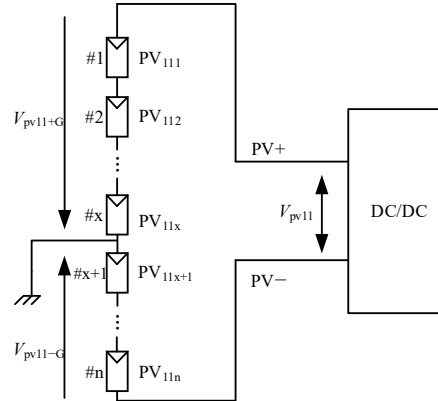 #1 PV111
#2 PV112
Vpv11+G
PV+
Vpv11
DC/DC
#x PV11x
#x+1 PV11x+1
PV−
Vpv11−G
#n PV11n